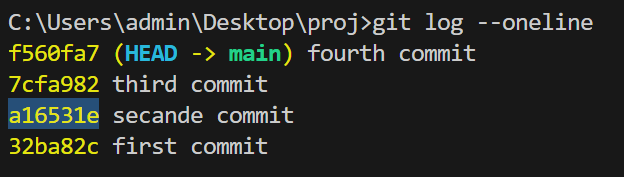 C:\Users\admin\Desktop\proj>git log --oneline
f560fa7 (HEAD -> main) fourth commit
7cfa982 third commit
a16531e secande commit
32ba82c first commit